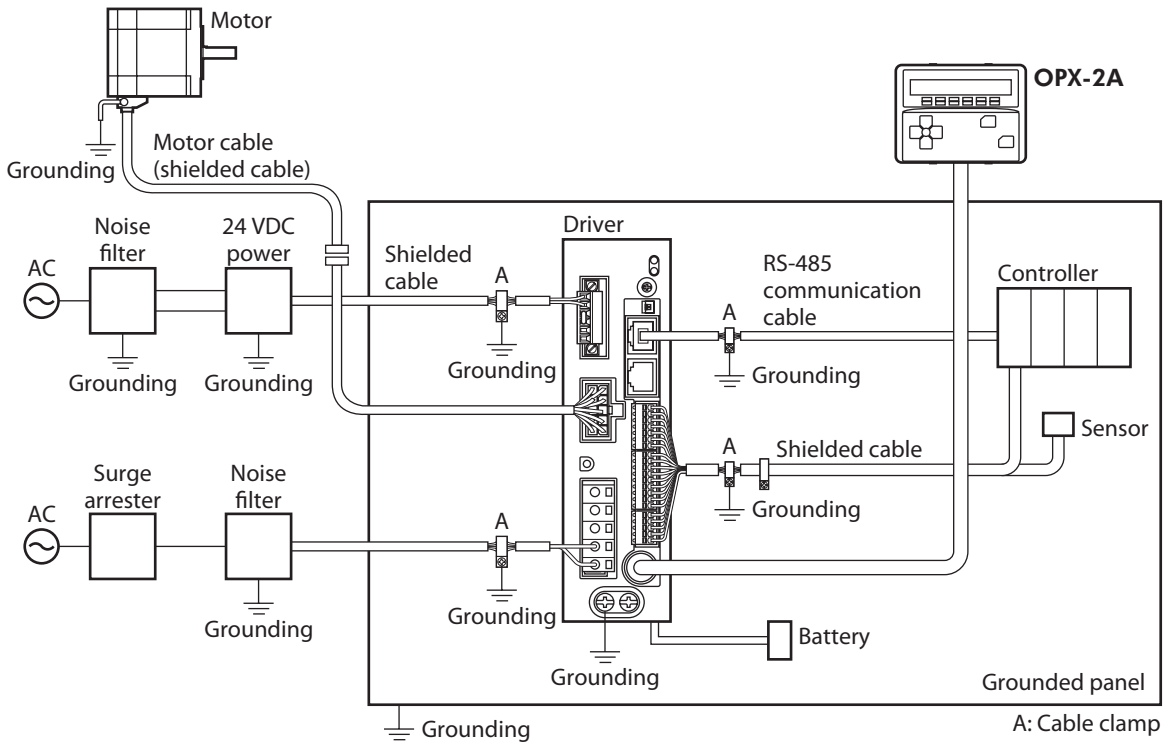 Motor
OPX-2A
Motor cable
(shielded cable)
Grounding
Noise
filter
24 VDC
power
AC
Shielded
cable
A
Driver
RS-485
communication
cable
A
Controller
Grounding
Grounding
Grounding
Grounding
Sensor
A
Shielded cable
Surge
arrester
Noise
filter
AC
A
Grounding
Grounding
Grounding
Battery
Grounding
Grounded panel
Grounding
A: Cable clamp